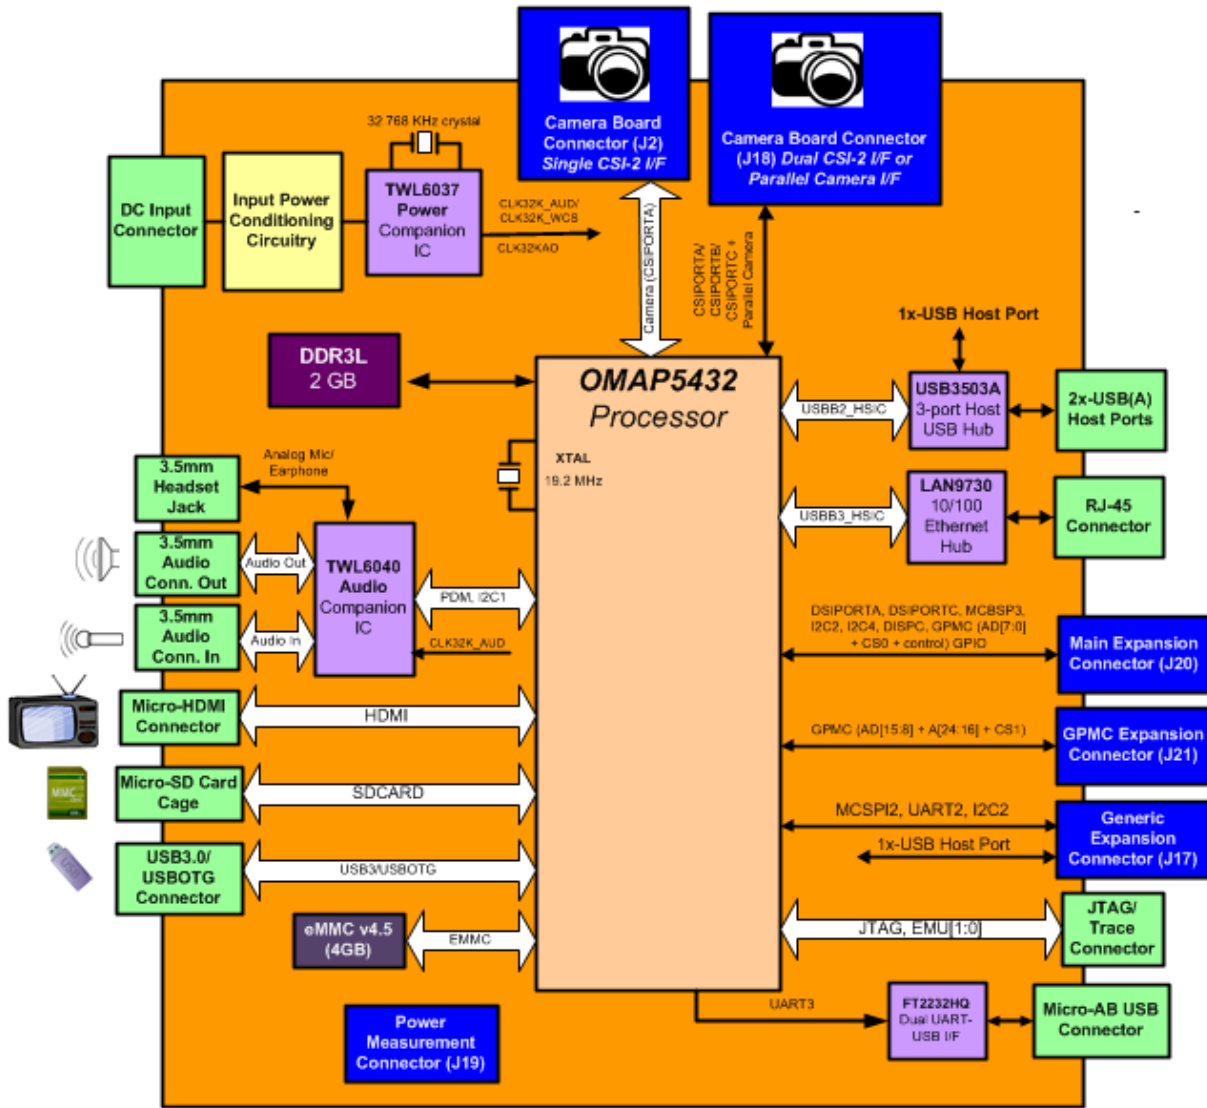 Camera Board
Connector (J2)
Single CSI-2 I/F
Camera Board Connector
(J18) Dual CSI-2 I/F or
Parallel Camera I/F
32 768 KHz crystal
DC Input
Connector
Input Power
Conditioning
Circuitry
TWL6037
Power
Companion
IC
CLK32K_AUD/
CLK32K_WCS
CLK32KAO
Camera (CSIPORTA)
CSIPORTA/
CSIPORTB/
CSIPORTC +
Parallel Camera
1x-USB Host Port
DDR3L
2 GB
OMAP5432
Processor
USBB2_HSIC
USB3503A
3-port Host
USB Hub
2x-USB(A)
Host Ports
XTAL
19.2 MHz
Analog Mic/
Earphone
3.5mm
Headset
Jack
USBB3_HSIC
LAN9730
10/100
Ethernet
Hub
RJ-45
Connector
3.5mm
Audio
Conn. Out
Audio Out
TWL6040
Audio
Companion
IC
PDM, I2C1
3.5mm
Audio
Conn. In
Audio In
CLK32K_AUD
DSIPORTA, DSIPORTC, MCBSP3,
I2C2, I2C4, DISPC, GPMC (AD[7:0]
+ CS0 + control) GPIO
Main Expansion
Connector (J20)
Micro-HDMI
Connector
HDMI
GPMC (AD[15:8] + A[24:16] + CS1)
GPMC Expansion
Connector (J21)
MMC
Micro-SD Card
Cage
SDCARD
MCSPI2, UART2, I2C2
1x-USB Host Port
Generic
Expansion
Connector (J17)
USB3.0/
USBOTG
Connector
USB3/USBOTG
eMMC v4.5
(4GB)
EMMC
JTAG, EMU[1:0]
JTAG/
Trace
Connector
UART3
FT2232HQ
Dual UART-
USB I/F
Micro-AB USB
Connector
Power
Measurement
Connector (J19)